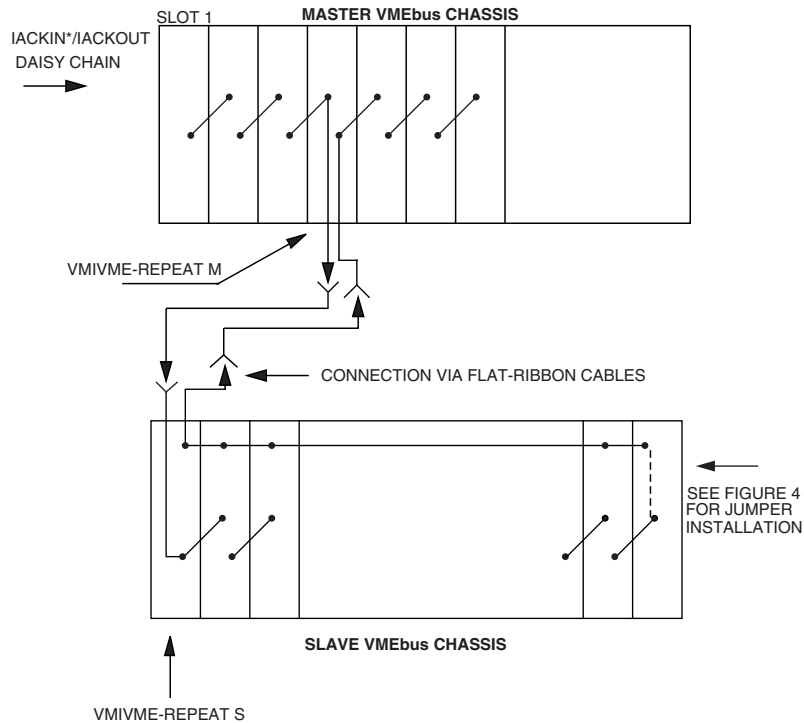 SLOT 1
MASTER VMEbus CHASSIS
IACKIN*/IACKOUT
DAISY CHAIN
VMIVME-REPEAT M
CONNECTION VIA FLAT-RIBBON CABLES
SEE FIGURE 4
FOR JUMPER
INSTALLATION
SLAVE VMEbus CHASSIS
VMIVME-REPEAT S